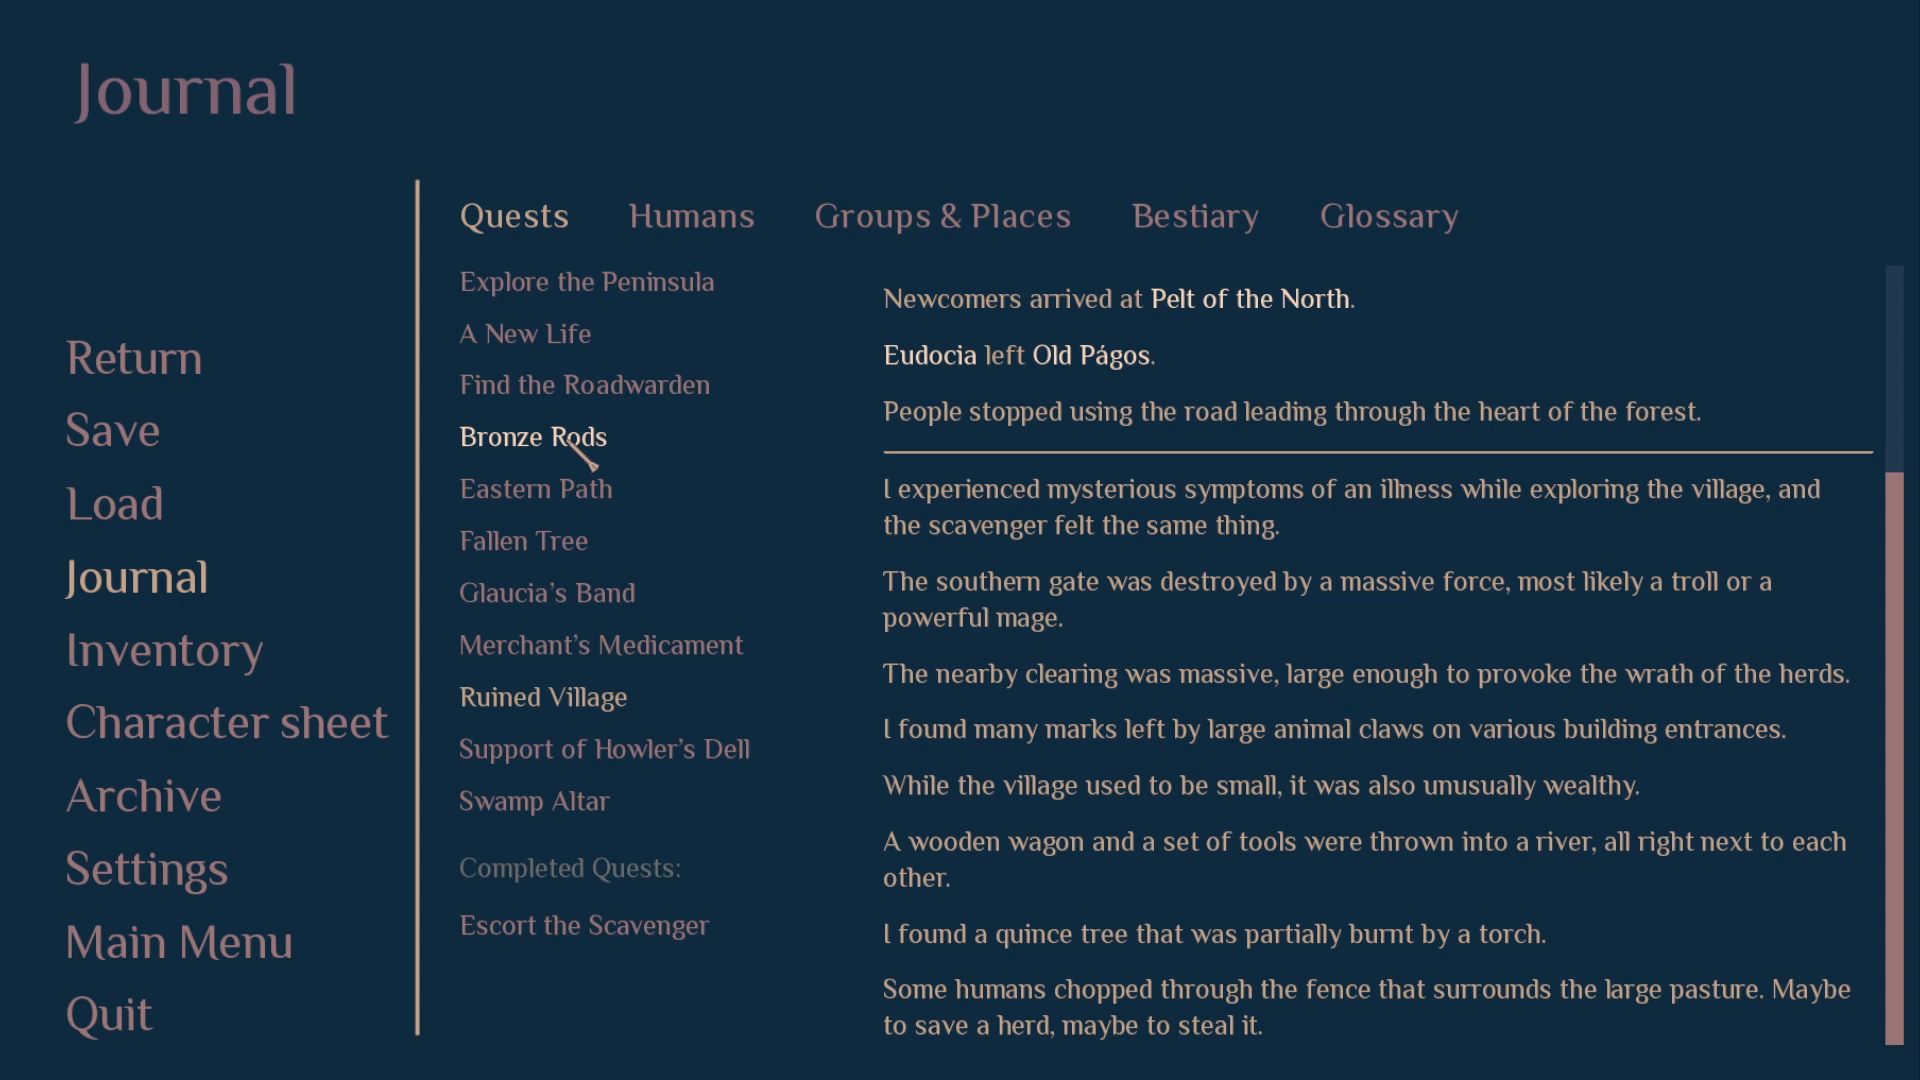 Journal
Return
Save
Load
Journal
Inventory
Character sheet
Archive
Settings
Main Menu
Quit
Quests Humans Groups & Places Bestiary Glossary
Explore the Peninsula
A New Life
Find the Roadwarden
Bronze Rods
Eastern Path
Fallen Tree
Glaucia’s Band
Merchant’s Medicament
Ruined Village
Support of Howler’s Dell
Swamp Altar
Completed Quests:
Escort the Scavenger
Newcomers arrived at Pelt of the North.
Eudocia left Old Págos.
People stopped using the road leading through the heart of the forest.
I experienced mysterious symptoms of an illness while exploring the village, and
the scavenger felt the same thing.
The southern gate was destroyed by a massive force, most likely a troll or a
powerful mage.
The nearby clearing was massive, large enough to provoke the wrath of the herds.
I found many marks left by large animal claws on various building entrances.
While the village used to be small, it was also unusually wealthy.
A wooden wagon and a set of tools were thrown into a river, all right next to each
other.
I found a quince tree that was partially burnt by a torch.
Some humans chopped through the fence that surrounds the large pasture. Maybe
to save a herd, maybe to steal it.